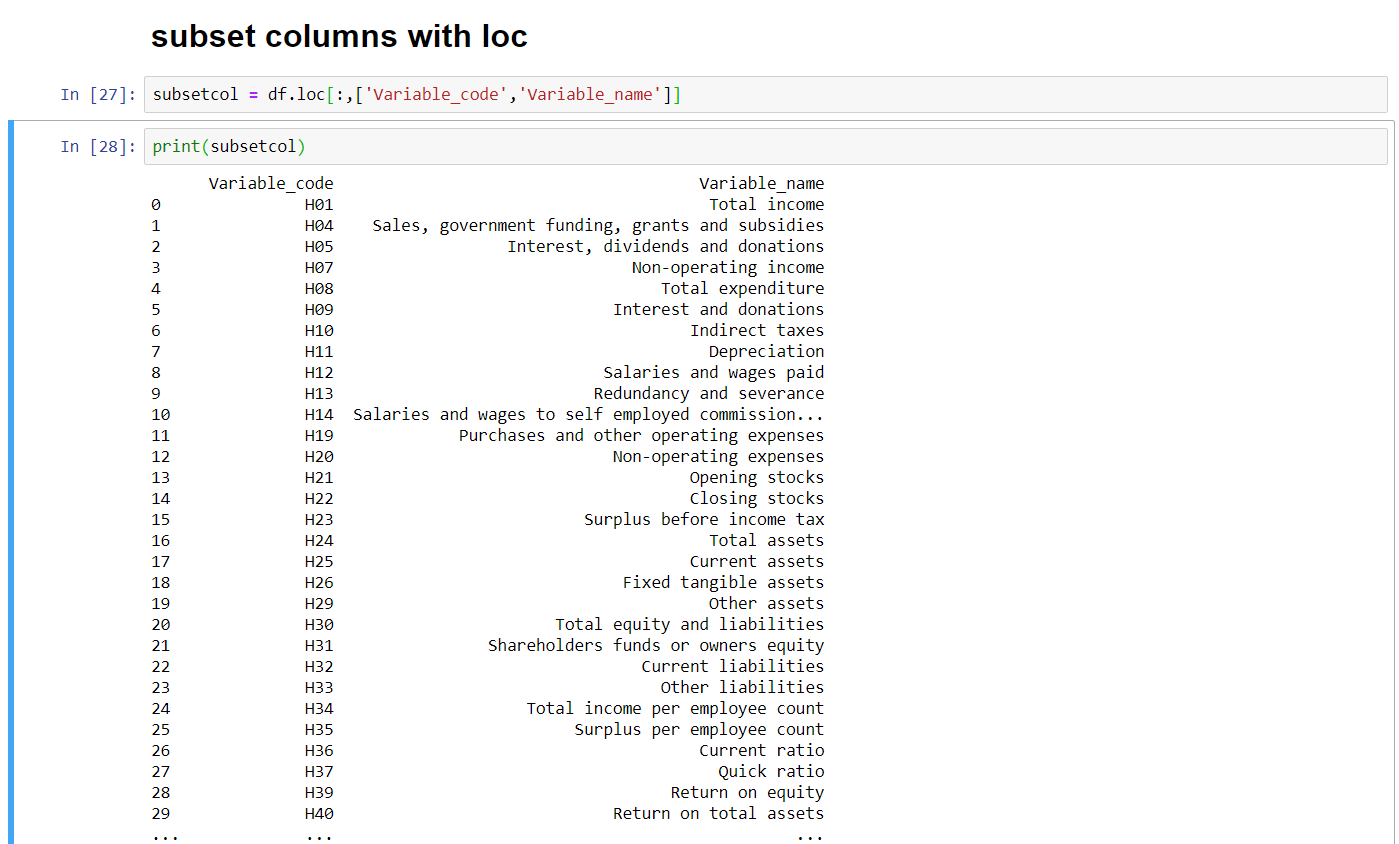 subset columns with loc
In [27]: subsetcol = df.loc[:,['Variable_code','Variable_name']]
In [28]: print(subsetcol)
Variable_code Variable_name
0 H01 Total income
1 H04 Sales, government funding, grants and subsidies
2 H05 Interest, dividends and donations
3 H07 Non-operating income
4 H08 Total expenditure
5 H09 Interest and donations
6 H10 Indirect taxes
7 H11 Depreciation
8 H12 Salaries and wages paid
9 H13 Redundancy and severance
10 H14 Salaries and wages to self employed commission...
11 H19 Purchases and other operating expenses
12 H20 Non-operating expenses
13 H21 Opening stocks
14 H22 Closing stocks
15 H23 Surplus before income tax
16 H24 Total assets
17 H25 Current assets
18 H26 Fixed tangible assets
19 H29 Other assets
20 H30 Total equity and liabilities
21 H31 Shareholders funds or owners equity
22 H32 Current liabilities
23 H33 Other liabilities
24 H34 Total income per employee count
25 H35 Surplus per employee count
26 H36 Current ratio
27 H37 Quick ratio
28 H39 Return on equity
29 H40 Return on total assets
... ... ...